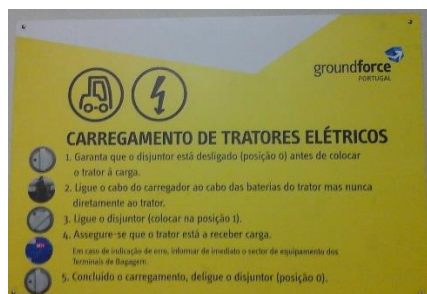 groundforce
PORTUGAL
CARREGAMENTO DE TRATORES ELÉTRICOS
1. Garanta que o disjuntor está desligado (posição 0) antes de colocar
o trator à carga.
2. Ligue o cabo do carregador ao cabo das baterias do trator mas nunca
diretamente ao trator.
3. Ligue o disjuntor (colocar na posição 1).
4. Assegure-se que o trator está a receber carga.
Em caso de indicação de erro, informar de imediato o sector de equipamento dos
Terminais de Bagagem.
5. Concluído o carregamento, deligue o disjuntor (posição 0).